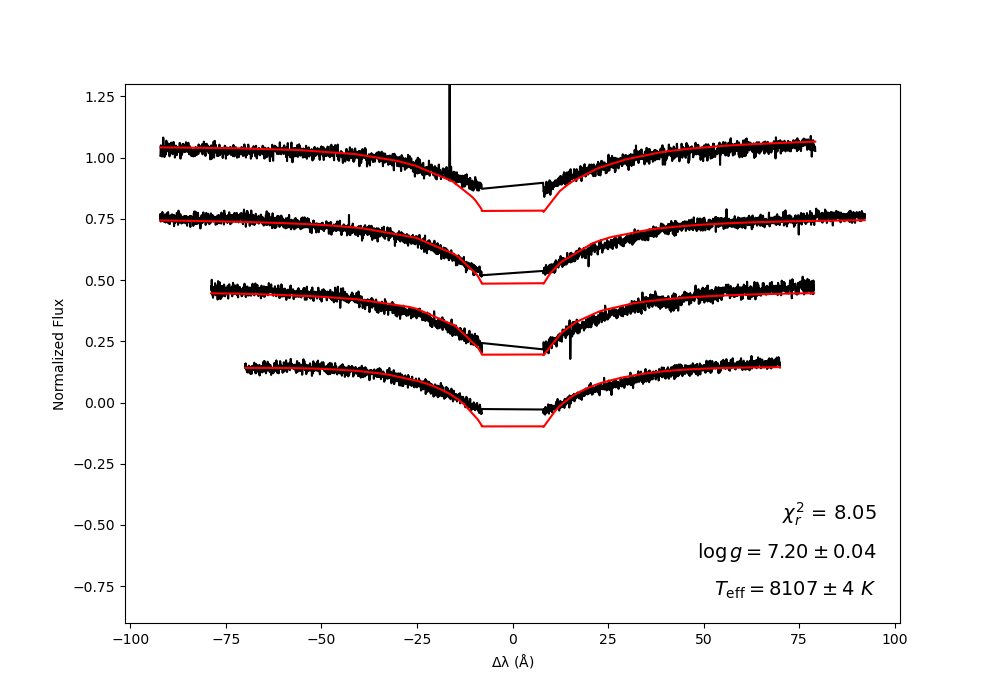 1.25
1.00
0.75
0.50
0.25
0.00
−0.25
−0.50
−0.75
Normalized Flux
χ²ᵣ = 8.05
log g = 7.20 ± 0.04
T_eff = 8107 ± 4 K
−100 −75 −50 −25 0 25 50 75 100
Δλ (Å)